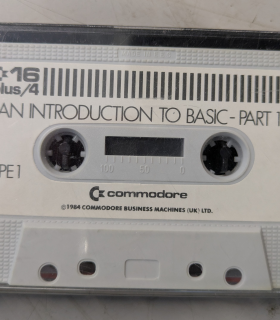 C=16
plus/4
AN INTRODUCTION TO BASIC-PART 1
PE1
100 50 0
commodore
©1984 COMMODORE BUSINESS MACHINES (UK) LTD.